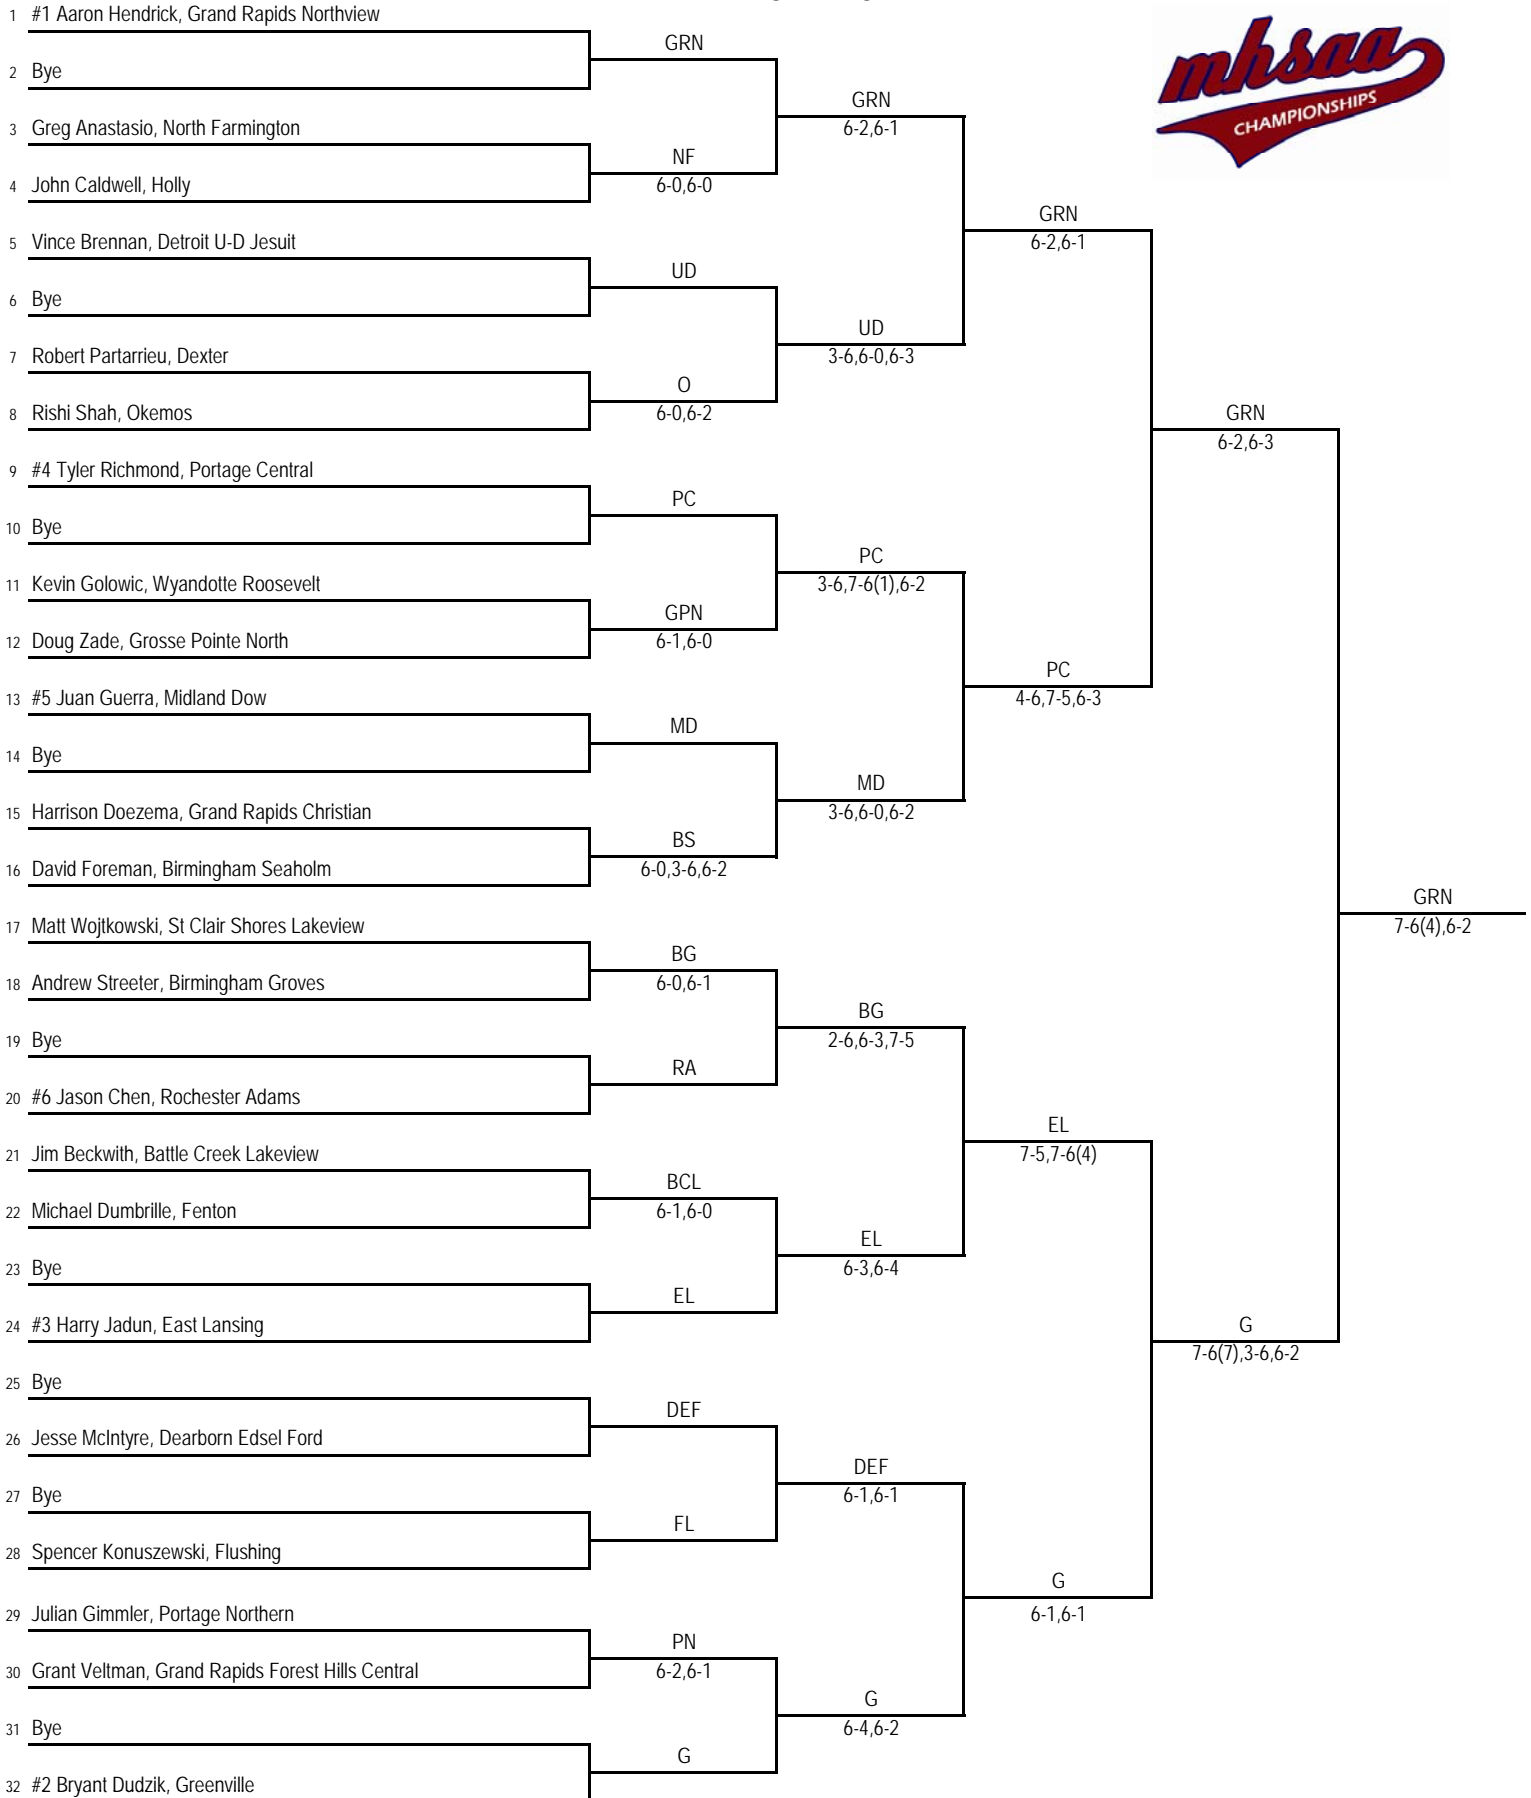 1 #1 Aaron Hendrick, Grand Rapids Northview
2 Bye
3 Greg Anastasio, North Farmington
4 John Caldwell, Holly
5 Vince Brennan, Detroit U-D Jesuit
6 Bye
7 Robert Partarrieu, Dexter
8 Rishi Shah, Okemos
9 #4 Tyler Richmond, Portage Central
10 Bye
11 Kevin Golowic, Wyandotte Roosevelt
12 Doug Zade, Grosse Pointe North
13 #5 Juan Guerra, Midland Dow
14 Bye
15 Harrison Doezema, Grand Rapids Christian
16 David Foreman, Birmingham Seaholm
17 Matt Wojtkowski, St Clair Shores Lakeview
18 Andrew Streeter, Birmingham Groves
19 Bye
20 #6 Jason Chen, Rochester Adams
21 Jim Beckwith, Battle Creek Lakeview
22 Michael Dumbrille, Fenton
23 Bye
24 #3 Harry Jadun, East Lansing
25 Bye
26 Jesse McIntyre, Dearborn Edsel Ford
27 Bye
28 Spencer Konuszewski, Flushing
29 Julian Gimmler, Portage Northern
30 Grant Veltman, Grand Rapids Forest Hills Central
31 Bye
32 #2 Bryant Dudzik, Greenville
GRN
NF
6-0,6-0
UD
O
6-0,6-2
PC
GPN
6-1,6-0
MD
BS
6-0,3-6,6-2
BG
6-0,6-1
RA
BCL
6-1,6-0
EL
DEF
FL
PN
6-2,6-1
G
GRN
6-2,6-1
UD
3-6,6-0,6-3
PC
3-6,7-6(1),6-2
MD
3-6,6-0,6-2
BG
2-6,6-3,7-5
EL
6-3,6-4
DEF
6-1,6-1
G
6-4,6-2
GRN
6-2,6-1
PC
4-6,7-5,6-3
EL
7-5,7-6(4)
G
6-1,6-1
GRN
6-2,6-3
G
7-6(7),3-6,6-2
GRN
7-6(4),6-2
mhsaa
CHAMPIONSHIPS